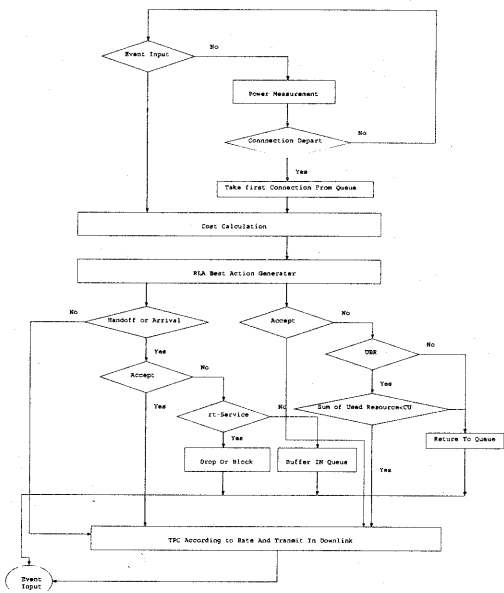 Event Input
No
Power Measurement
Connnection Depart
No
Yes
Take first Connection From Queue
Cost Calculation
RLA Best Action Generater
No
Handoff or Arrival
Accept
No
Yes
UBR
No
Accept
No
Yes
rt-Service
No
Sum of Used Resource<CU
Yes
Yes
Return To Queue
Drop Or Block
Buffer IN Queue
Yes
TPC According to Rate And Transmit In Downlink
Event
Input